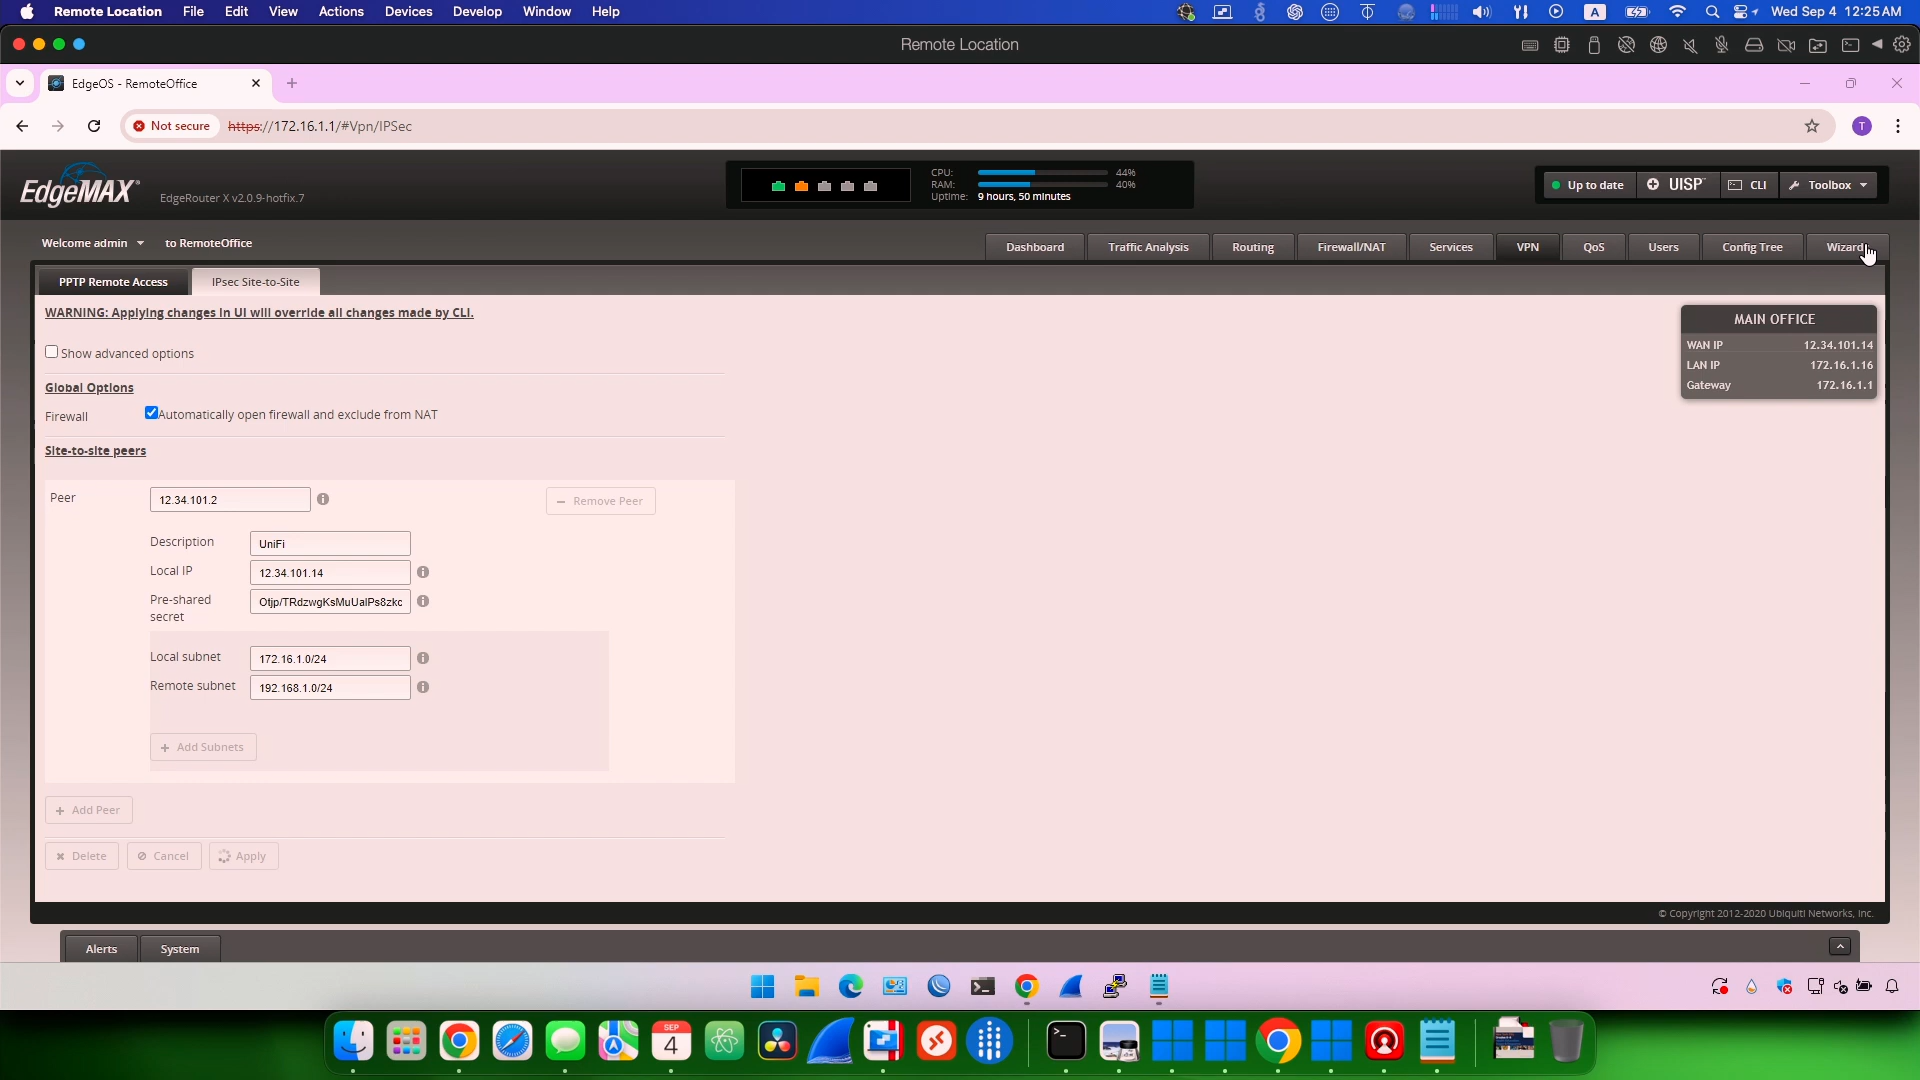 Remote Location File Edit View Actions Devices Develop Window Help
A
Wed Sep 4 12:25 AM
Remote Location
EdgeOS - RemoteOffice
Not secure https://172.16.1.1/#Vpn/IPSec
T
EdgeMAX
EdgeRouter X v2.0.9-hotfix.7
CPU: 44%
RAM: 40%
Uptime: 9 hours, 50 minutes
Up to date UISP™ CLI Toolbox
Welcome admin to RemoteOffice
Dashboard Traffic Analysis Routing Firewall/NAT Services VPN QoS Users Config Tree Wizard
PPTP Remote Access IPsec Site-to-Site
WARNING: Applying changes in UI will override all changes made by CLI.
Show advanced options
Global Options
Firewall Automatically open firewall and exclude from NAT
Site-to-site peers
Peer 12.34.101.2 Remove Peer
Description UniFi
Local IP 12.34.101.14
Pre-shared Otjp/TRdzwgKsMuUalPs8zkc
secret
Local subnet 172.16.1.0/24
Remote subnet 192.168.1.0/24
+ Add Subnets
+ Add Peer
Delete Cancel Apply
MAIN OFFICE
WAN IP 12.34.101.14
LAN IP 172.16.1.16
Gateway 172.16.1.1
© Copyright 2012-2020 Ubiquiti Networks, Inc.
Alerts System
SEP
4